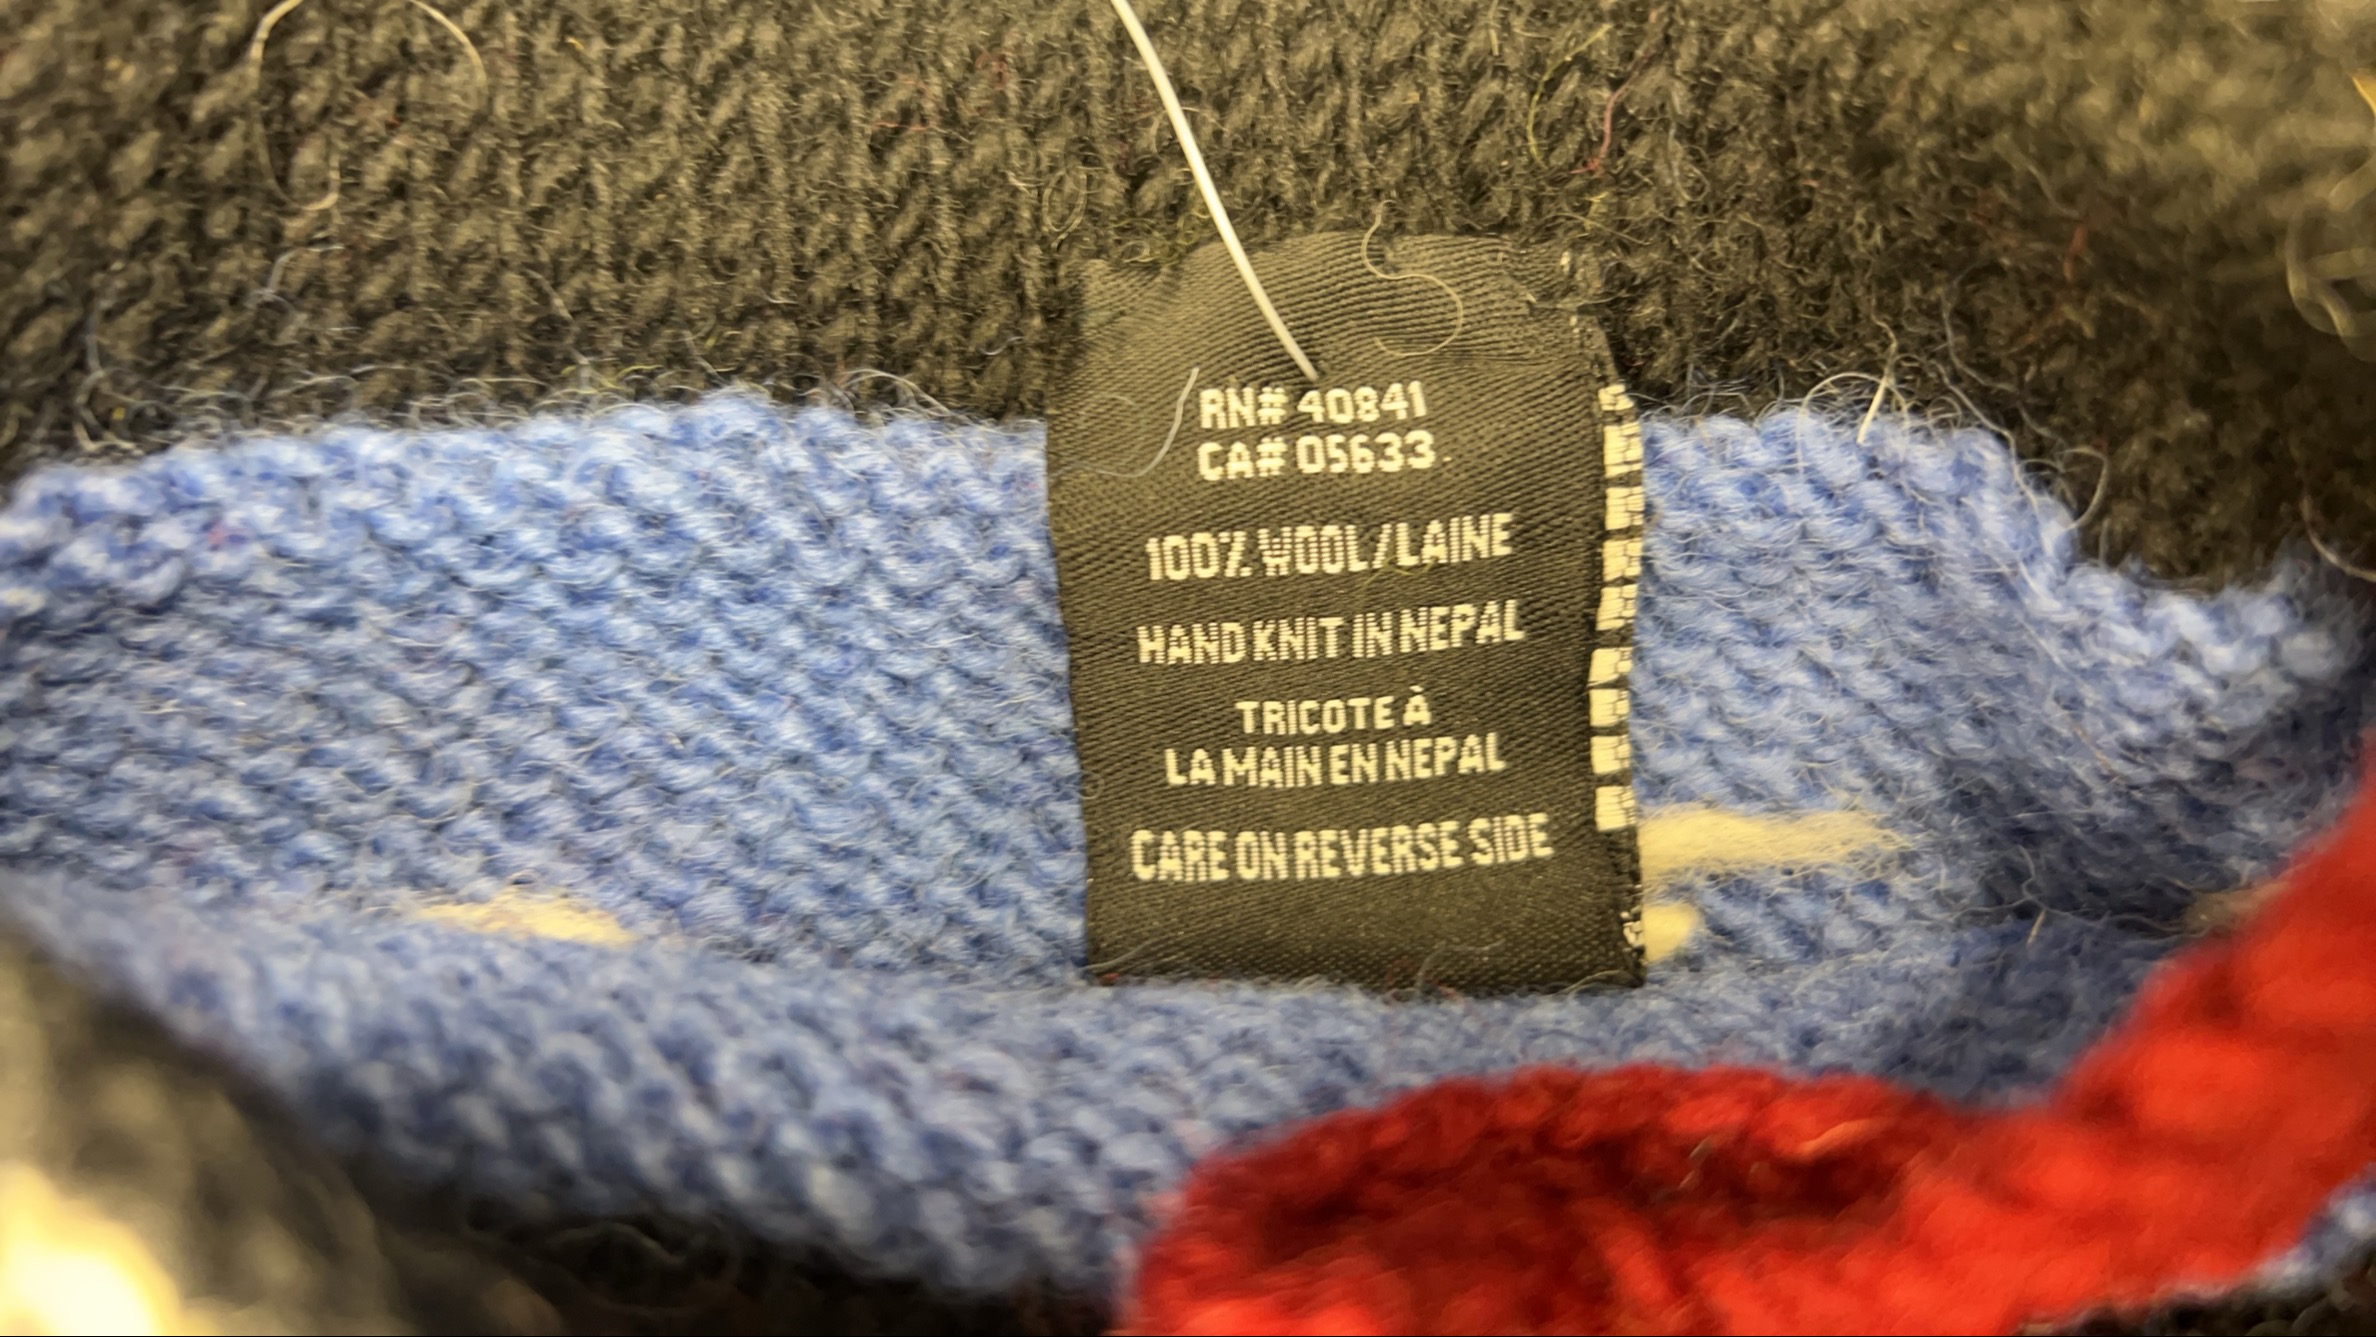 RN# 40841
CA# 05633
100% WOOL/LAINE
HAND KNIT IN NEPAL
TRICOTE À
LA MAIN EN NEPAL
CARE ON REVERSE SIDE